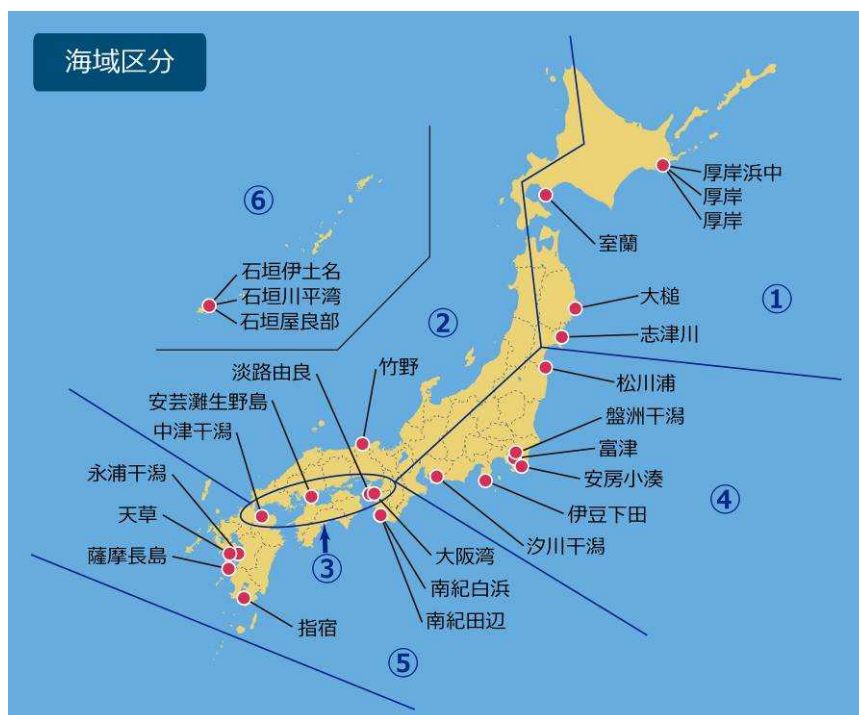 海域区分
厚岸浜中
厚岸
厚岸
室蘭
⑥
石垣伊土名
石垣川平湾
石垣屋良部
大槌
①
②
志津川
淡路由良
竹野
松川浦
安芸灘生野島
中津干潟
盤洲干潟
富津
安房小湊
永浦干潟
④
伊豆下田
天草
汐川干潟
薩摩長島
③
大阪湾
南紀白浜
南紀田辺
指宿
⑤